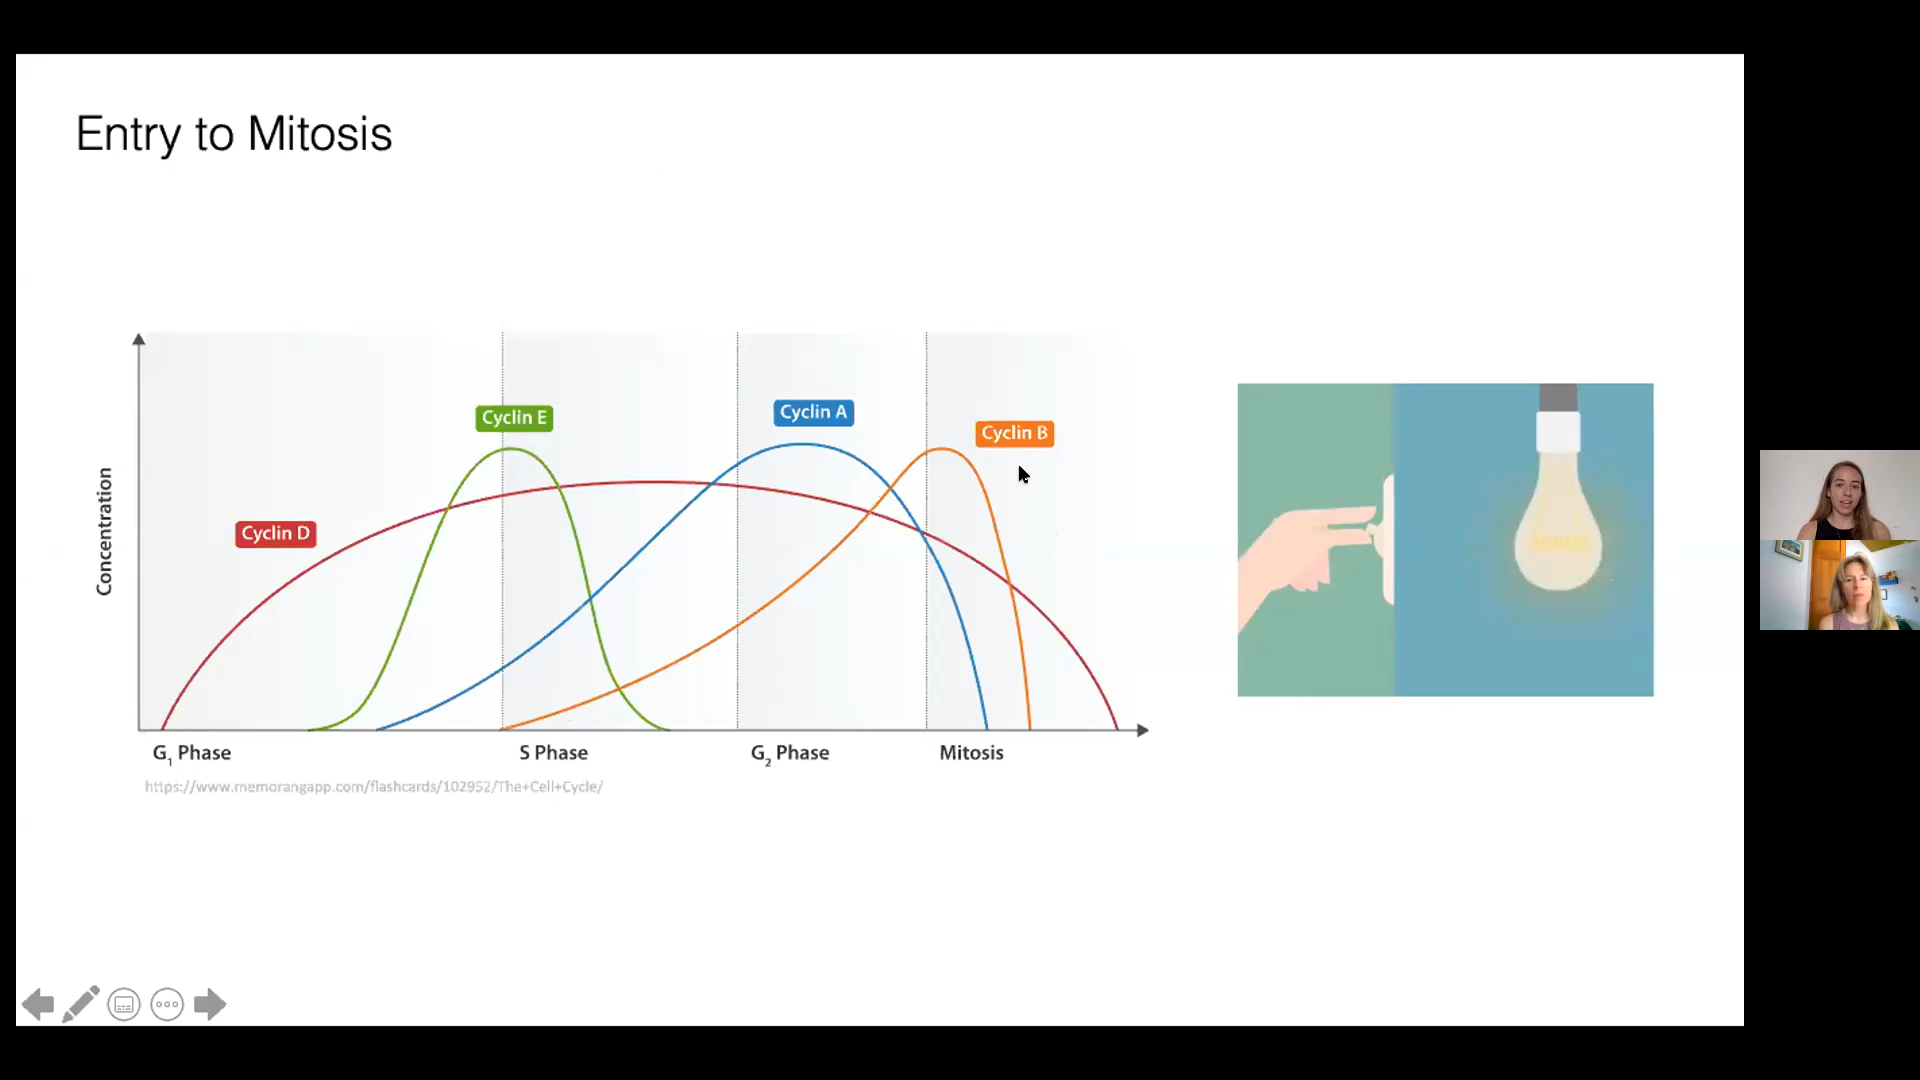 Entry to Mitosis
Cyclin A
Cyclin E
Cyclin B
Cyclin D
Concentration
G₁ Phase
S Phase
G₂ Phase
Mitosis
https://www.memorangapp.com/flashcards/102952/The+Cell+Cycle/